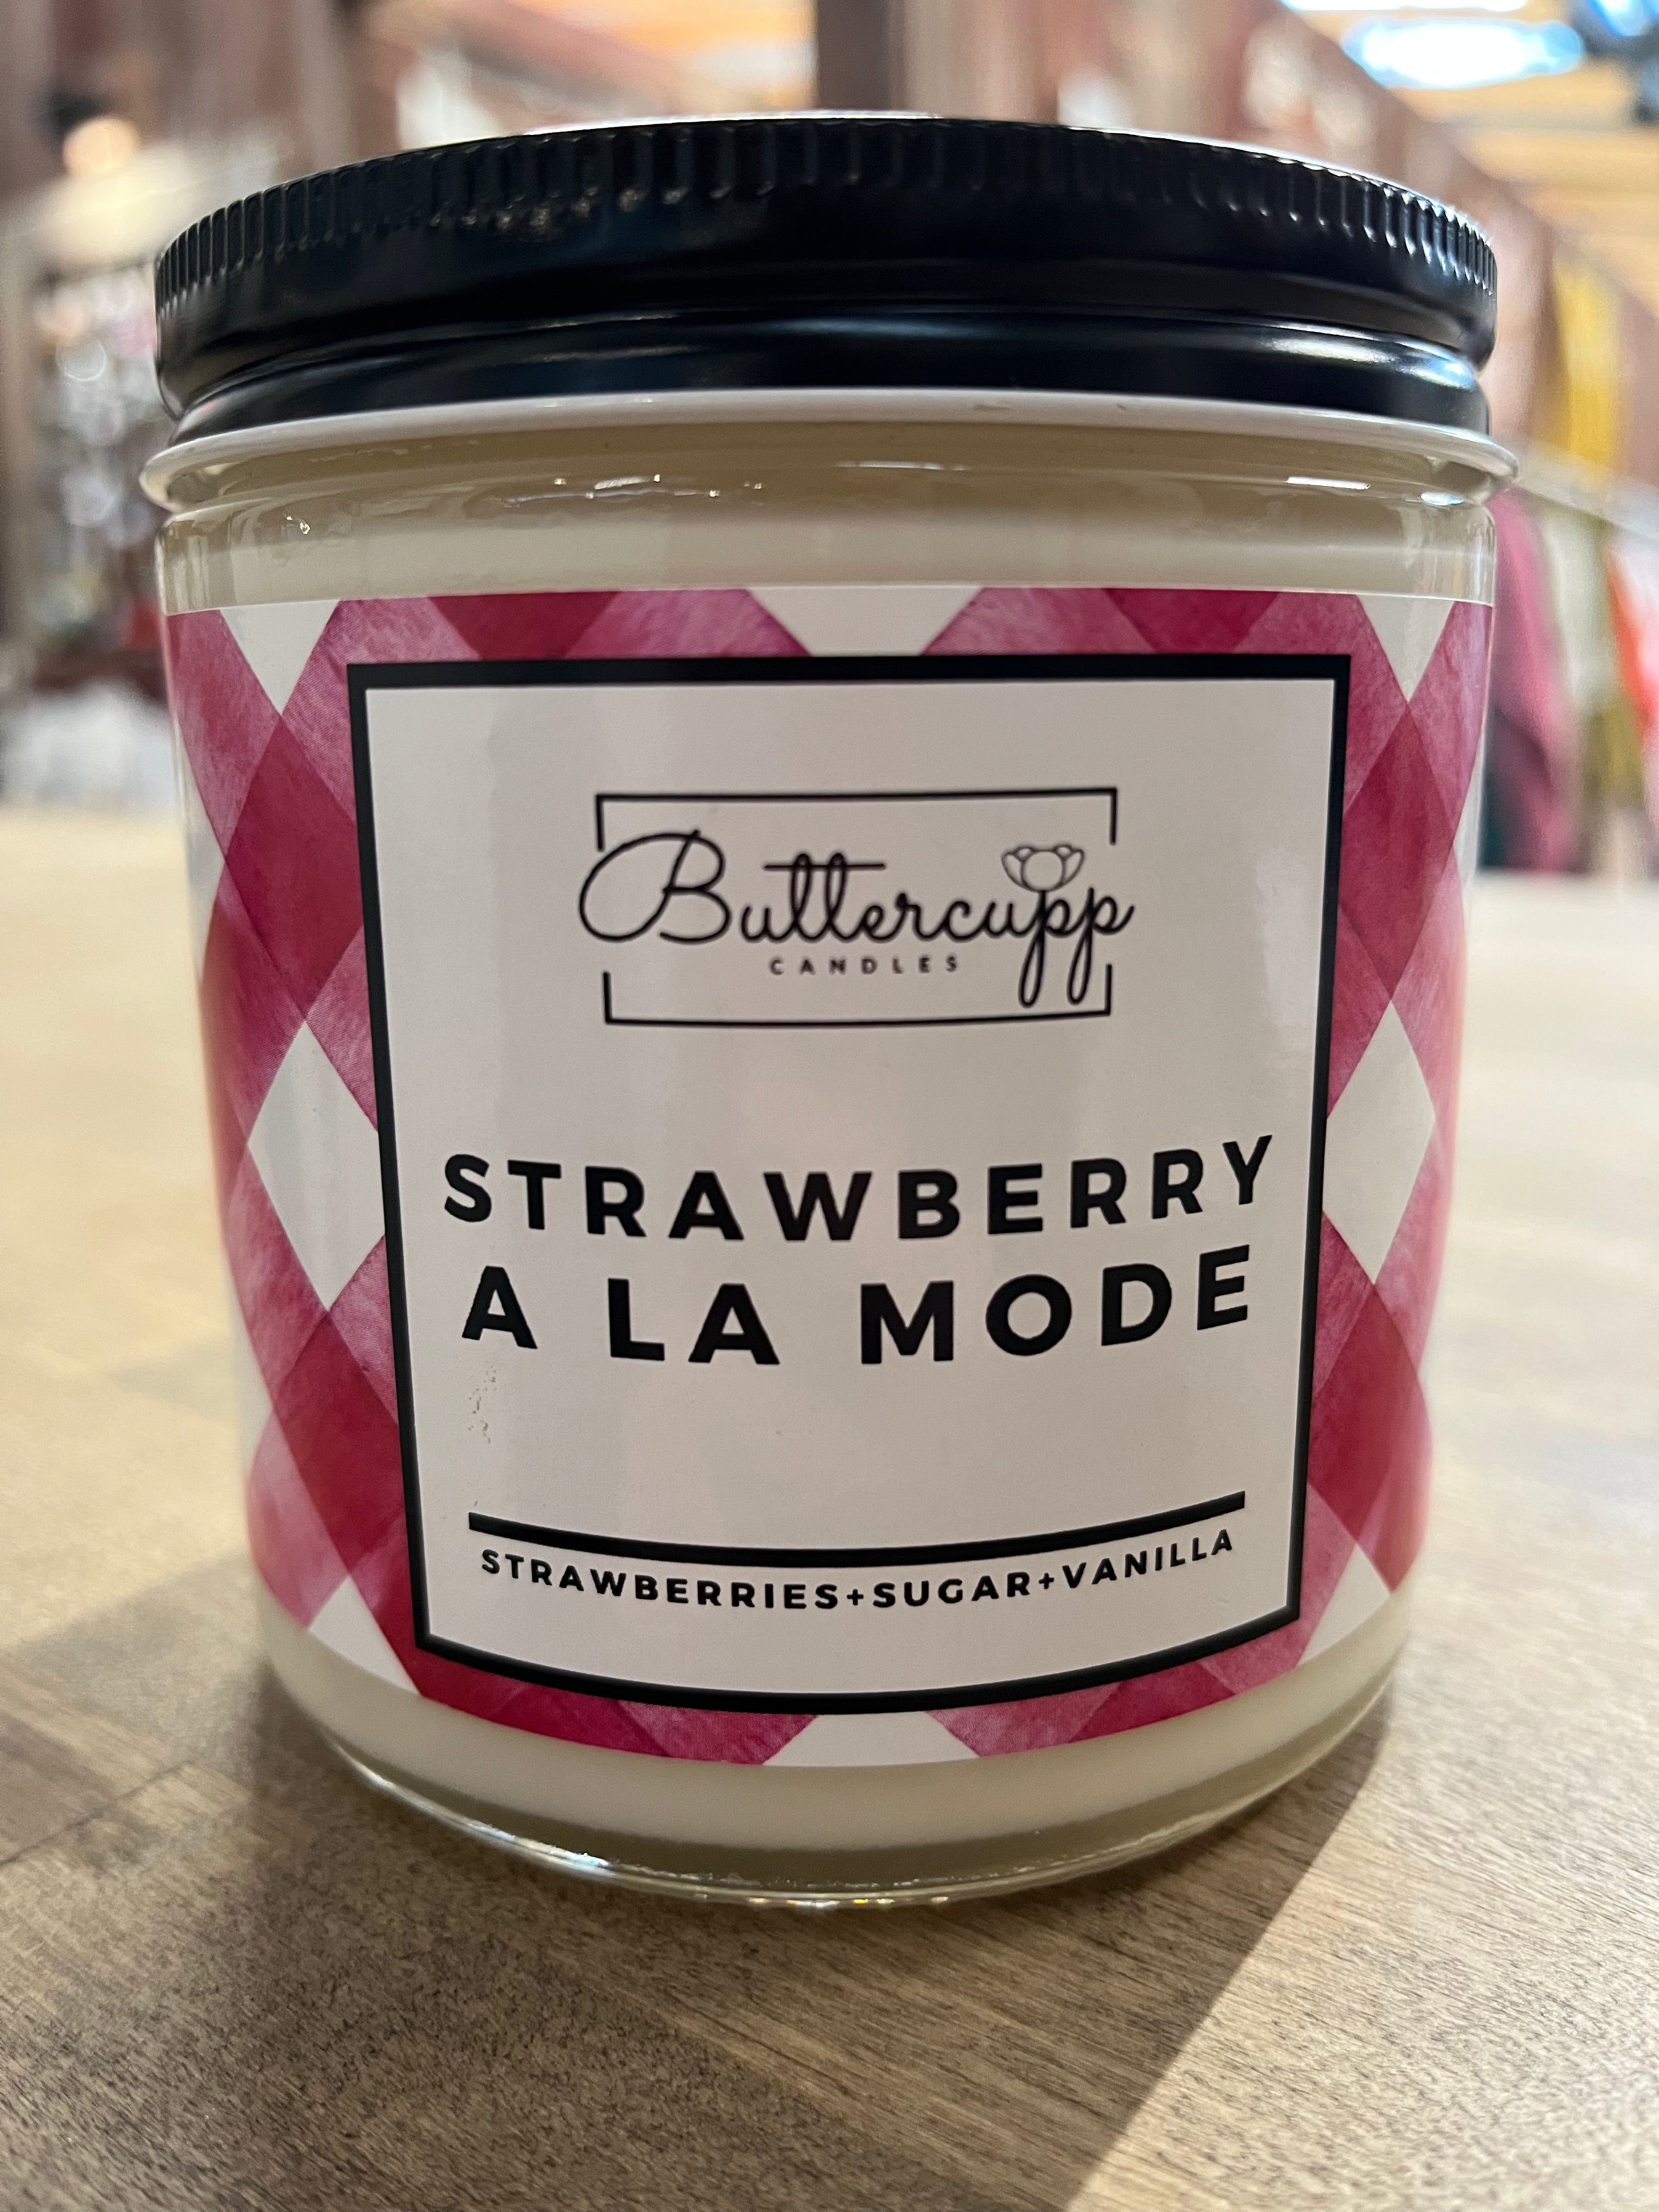 Buttercupp
CANDLES
STRAWBERRY
A LA MODE
STRAWBERRIES+SUGAR+VANILLA